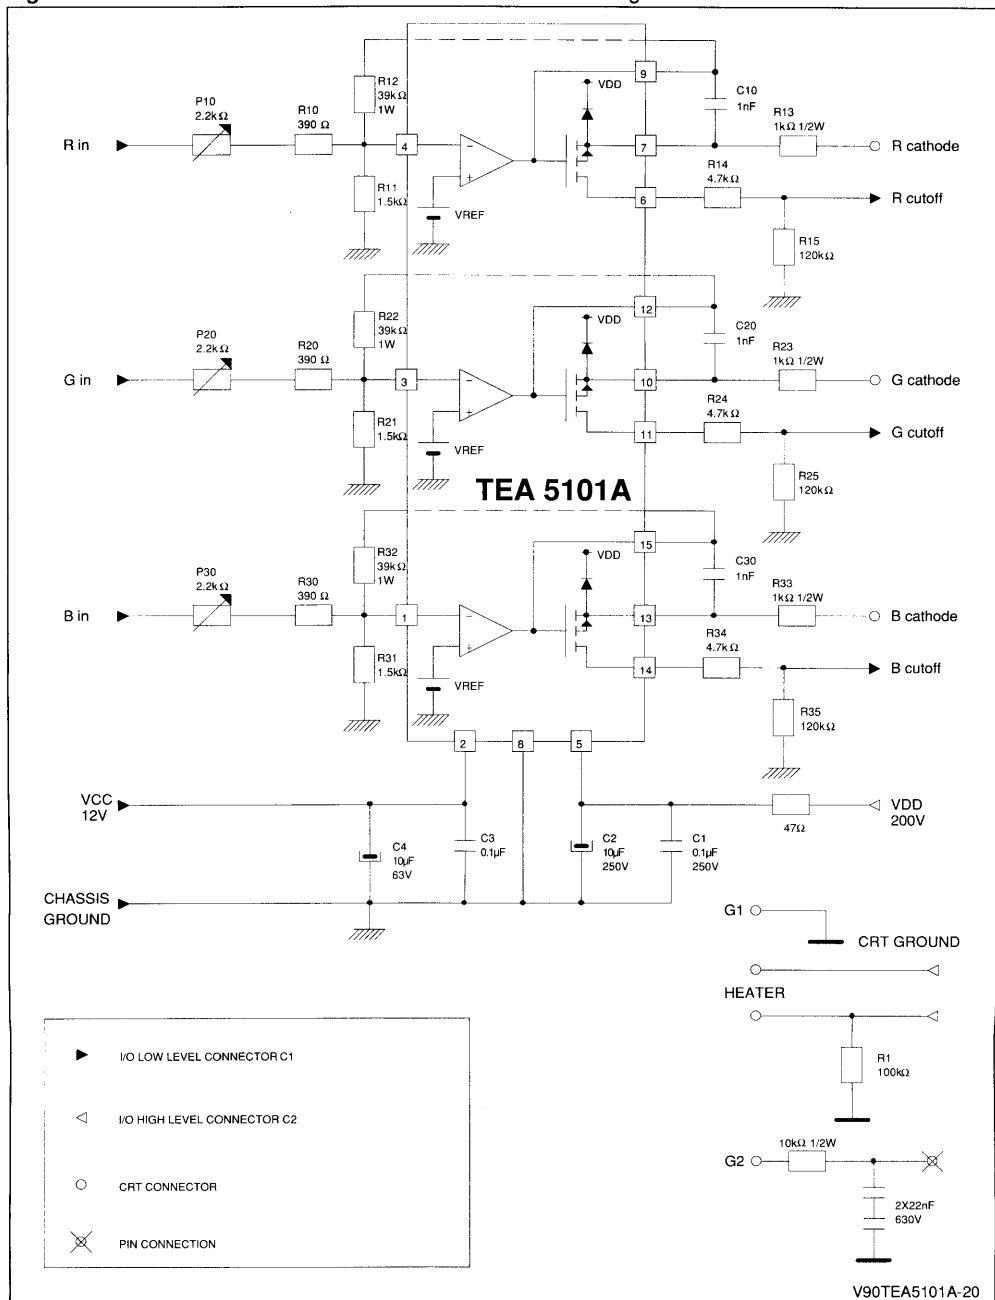 R12
39kΩ
1W
9
VDD
C10
1nF
P10
2.2kΩ
R10
390 Ω
R13
1kΩ 1/2W
R in
4
7
R cathode
R14
4.7kΩ
R11
1.5kΩ
VREF
6
R cutoff
R15
120kΩ
12
R22
39kΩ
1W
VDD
C20
1nF
P20
2.2kΩ
R20
390 Ω
R23
1kΩ 1/2W
G in
3
10
G cathode
R24
4.7kΩ
R21
1.5kΩ
VREF
11
G cutoff
R25
120kΩ
TEA 5101A
15
R32
39kΩ
1W
VDD
C30
1nF
P30
2.2kΩ
R30
390 Ω
R33
1kΩ 1/2W
B in
1
13
B cathode
R34
4.7kΩ
R31
1.5kΩ
VREF
14
B cutoff
R35
120kΩ
2
8
5
VCC
12V
VDD
200V
47Ω
C4
10µF
63V
C3
0.1µF
C2
10µF
250V
C1
0.1µF
250V
CHASSIS
GROUND
G1
CRT GROUND
HEATER
R1
100kΩ
I/O LOW LEVEL CONNECTOR C1
I/O HIGH LEVEL CONNECTOR C2
CRT CONNECTOR
PIN CONNECTION
10kΩ 1/2W
G2
2X22nF
630V
V90TEA5101A-20